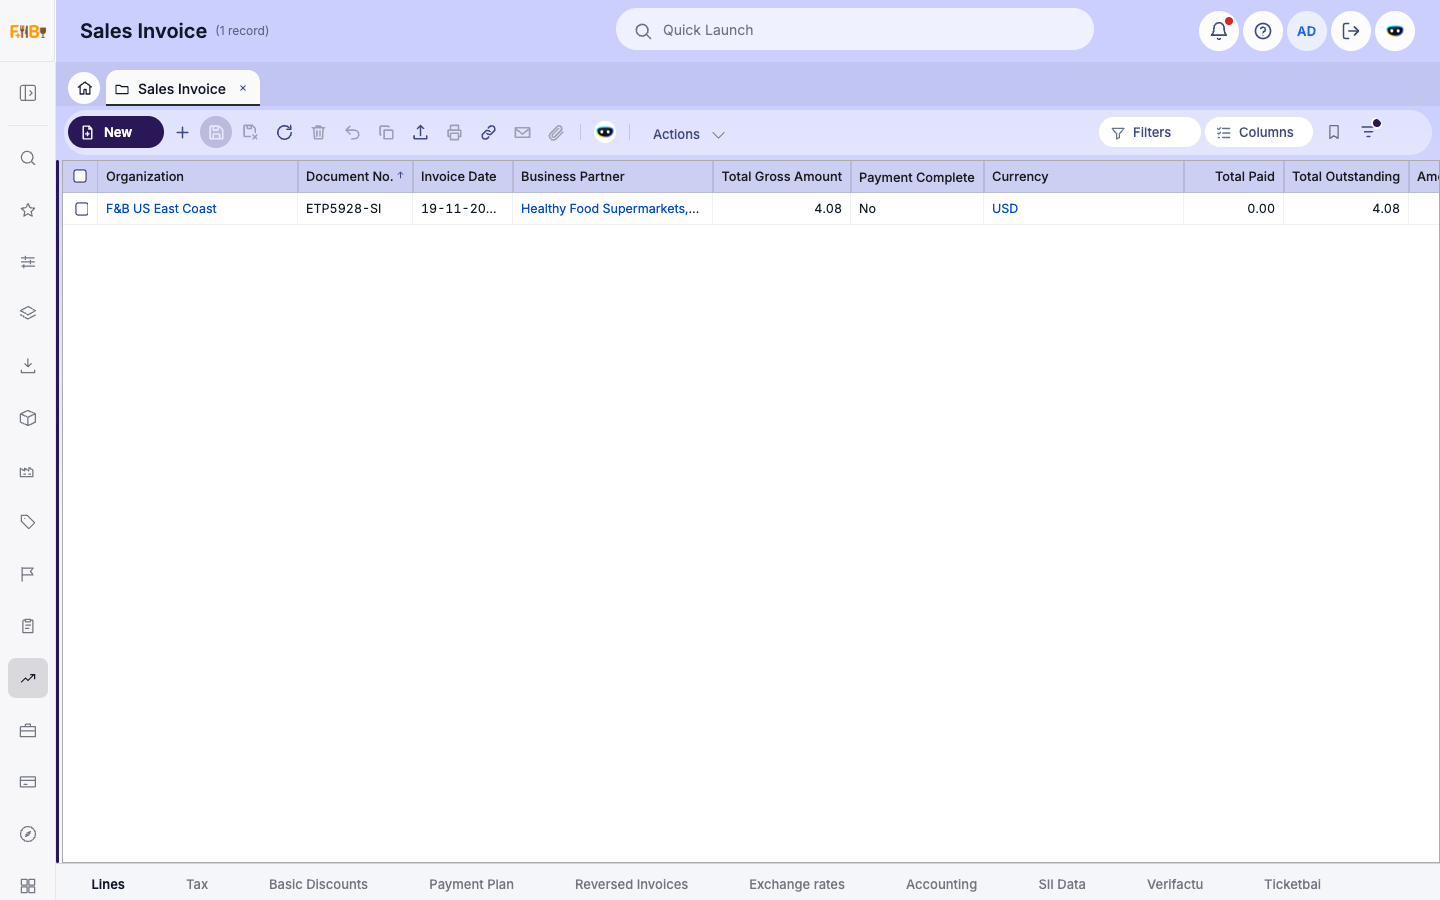 F&B
Sales Invoice (1 record)
Quick Launch
AD
Sales Invoice ×
New
Actions
Filters
Columns
Organization Document No. ↑ Invoice Date Business Partner Total Gross Amount Payment Complete Currency Total Paid Total Outstanding Amo
F&B US East Coast ETP5928-SI 19-11-20... Healthy Food Supermarkets,... 4.08 No USD 0.00 4.08
Lines Tax Basic Discounts Payment Plan Reversed Invoices Exchange rates Accounting SII Data Verifactu Ticketbai